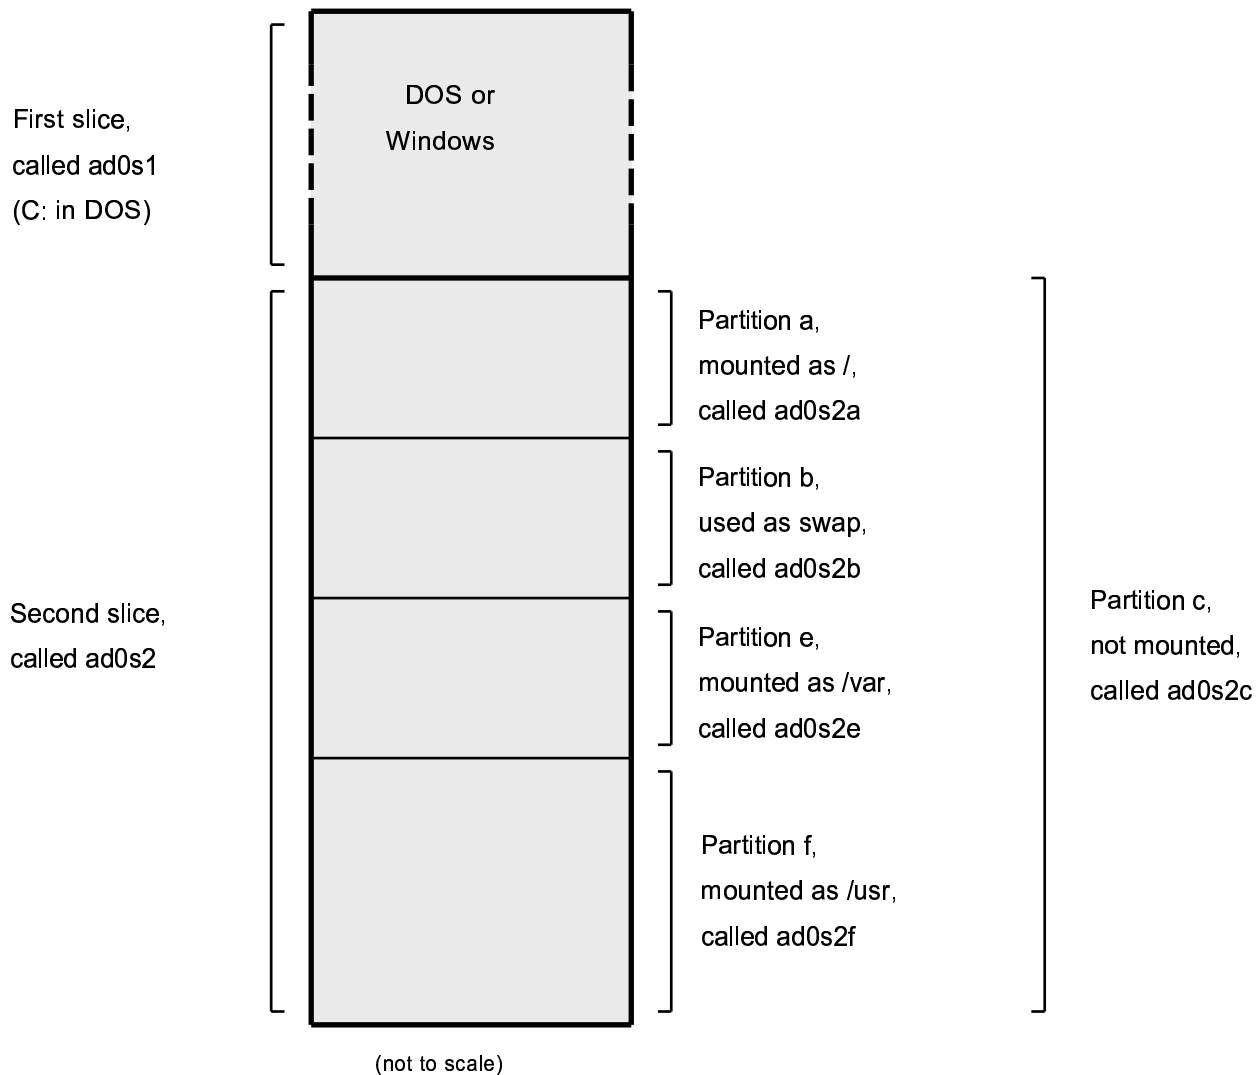 DOS or
Windows
First slice,
called ad0s1
(C: in DOS)
Partition a,
mounted as /,
called ad0s2a
Partition b,
used as swap,
called ad0s2b
Second slice,
called ad0s2
Partition e,
mounted as /var,
called ad0s2e
Partition c,
not mounted,
called ad0s2c
Partition f,
mounted as /usr,
called ad0s2f
(not to scale)